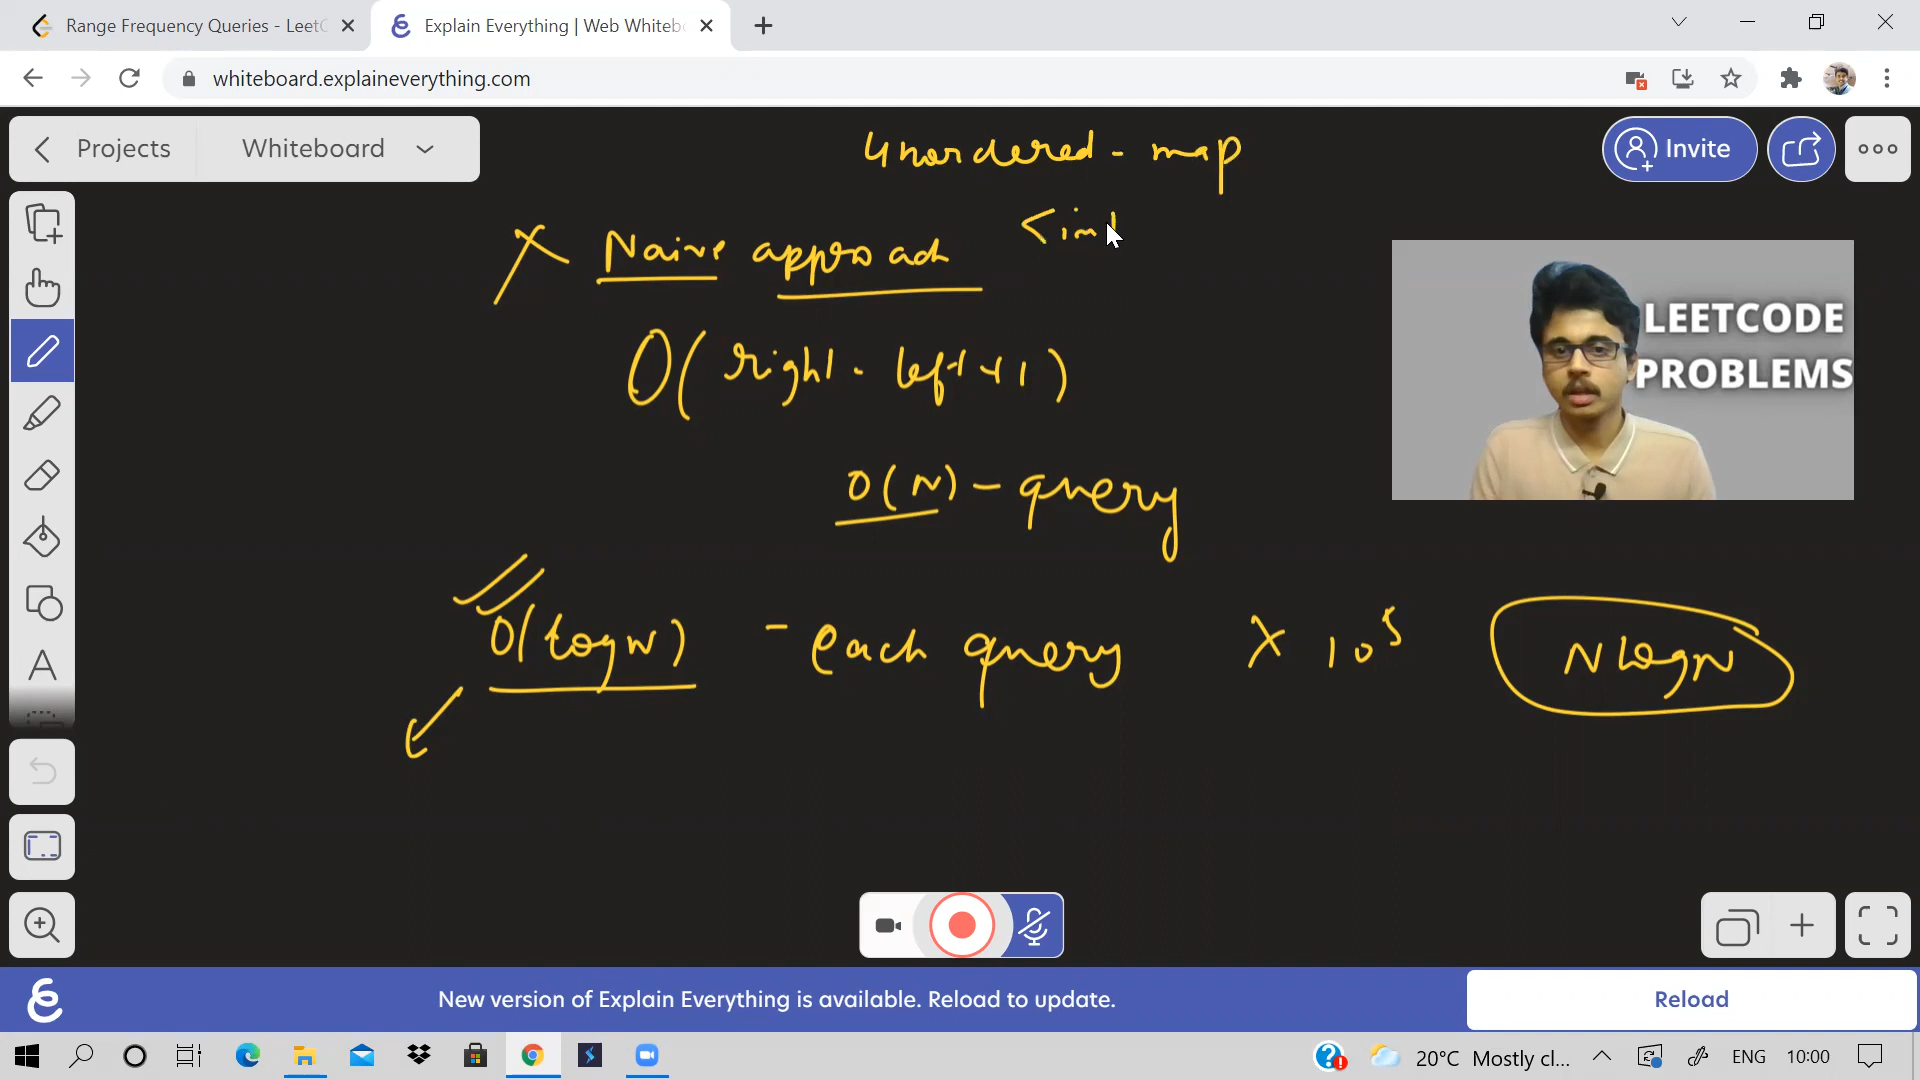 Range Frequency Queries - Leet
Explain Everything | Web Whiteb
whiteboard.explaineverything.com
Projects
Whiteboard
Invite
unordered - map
<int
X Naive approach
O( right - left + 1 )
O(N) - query
O(logN) - each query X 10^5
NlogN
LEETCODE
PROBLEMS
A
New version of Explain Everything is available. Reload to update.
Reload
20°C Mostly cl...
ENG
10:00